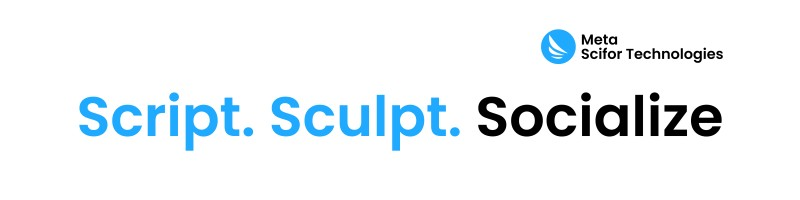 Meta
Scifor Technologies
Script. Sculpt. Socialize